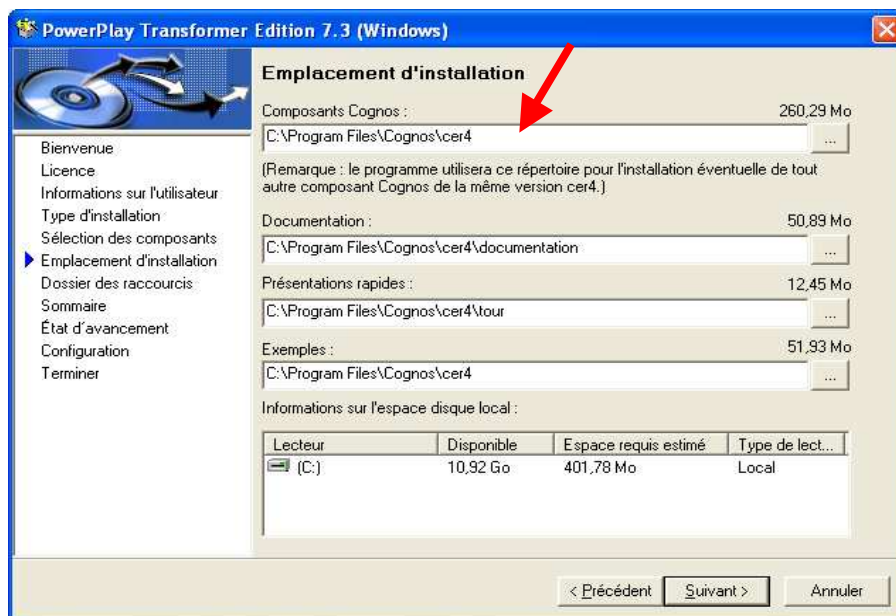 PowerPlay Transformer Edition 7.3 (Windows)
Bienvenue
Licence
Informations sur l'utilisateur
Type d'installation
Sélection des composants
Emplacement d'installation
Dossier des raccourcis
Sommaire
État d´avancement
Configuration
Terminer
Emplacement d'installation
Composants Cognos : 260,29 Mo
C:\Program Files\Cognos\cer4 ...
(Remarque : le programme utilisera ce répertoire pour l'installation éventuelle de tout
autre composant Cognos de la même version cer4.)
Documentation : 50,89 Mo
C:\Program Files\Cognos\cer4\documentation ...
Présentations rapides : 12,45 Mo
C:\Program Files\Cognos\cer4\tour ...
Exemples : 51,93 Mo
C:\Program Files\Cognos\cer4 ...
Informations sur l'espace disque local :
Lecteur Disponible Espace requis estimé Type de lect...
(C:) 10,92 Go 401,78 Mo Local
< Précédent Suivant > Annuler